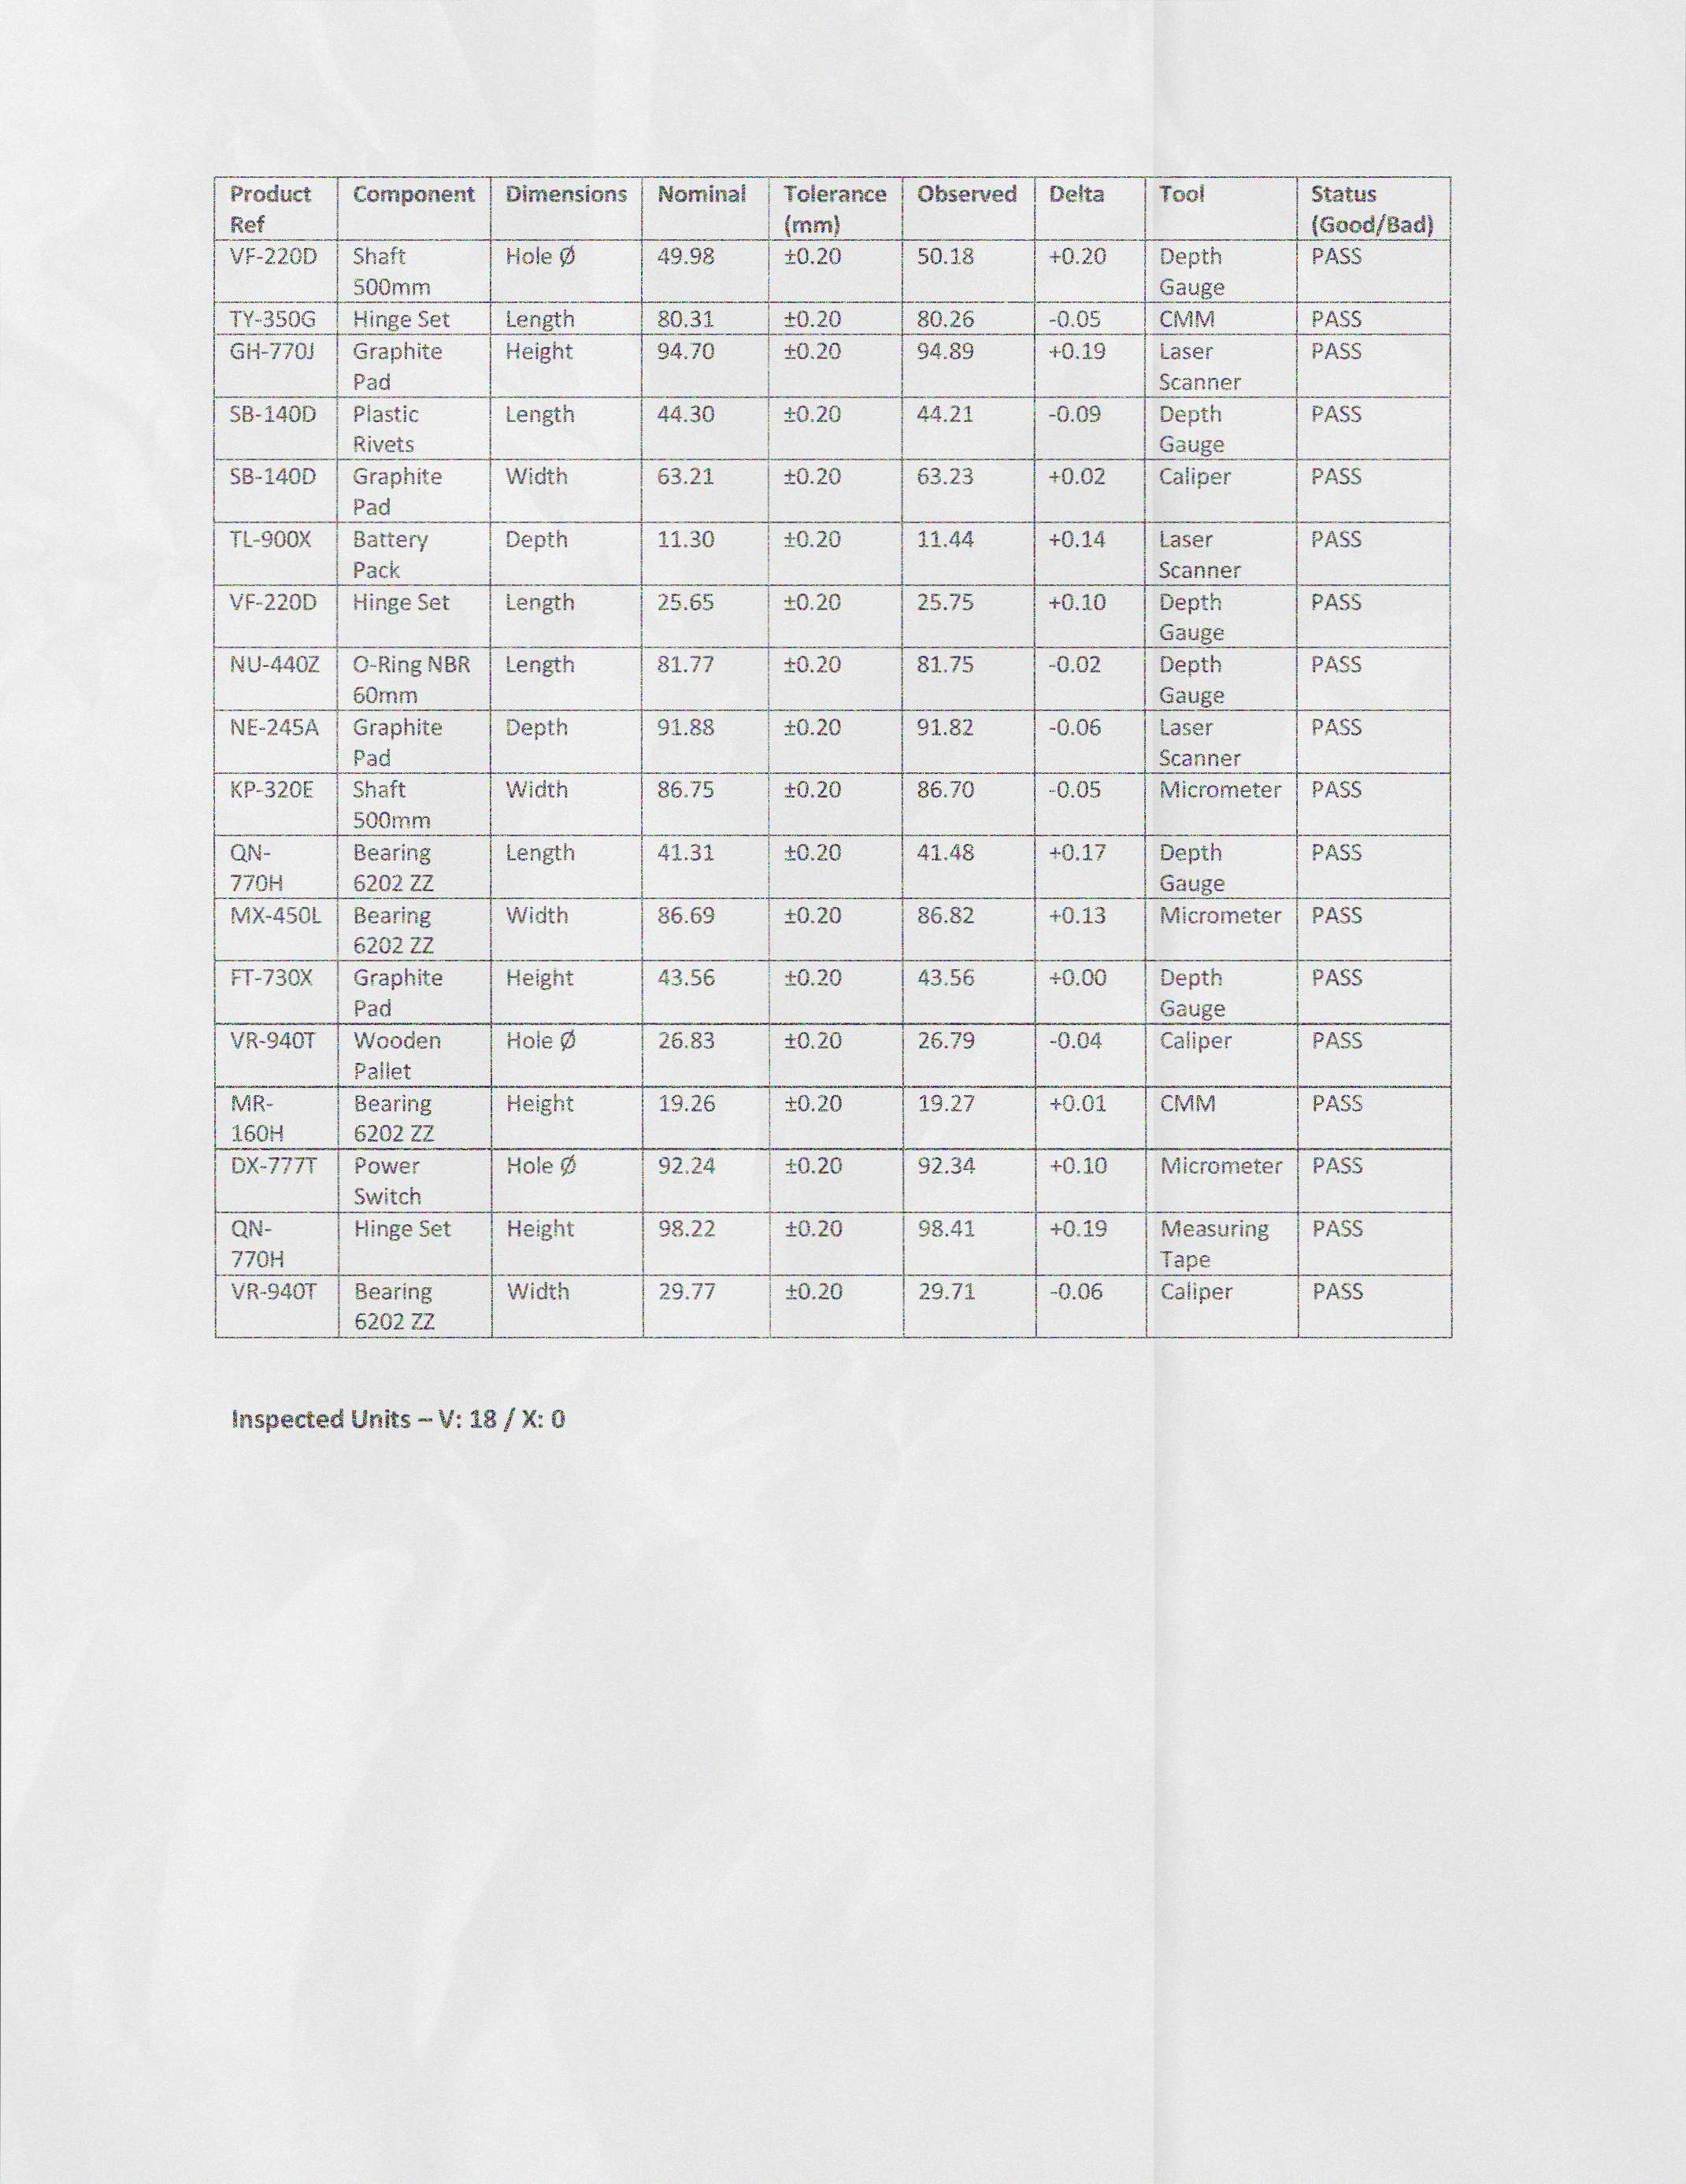 Product Ref Component Dimensions Nominal Tolerance (mm) Observed Delta Tool Status (Good/Bad)
VF-220D Shaft 500mm Hole Ø 49.98 ±0.20 50.18 +0.20 Depth Gauge PASS
TY-350G Hinge Set Length 80.31 ±0.20 80.26 -0.05 CMM PASS
GH-770J Graphite Pad Height 94.70 ±0.20 94.89 +0.19 Laser Scanner PASS
SB-140D Plastic Rivets Length 44.30 ±0.20 44.21 -0.09 Depth Gauge PASS
SB-140D Graphite Pad Width 63.21 ±0.20 63.23 +0.02 Caliper PASS
TL-900X Battery Pack Depth 11.30 ±0.20 11.44 +0.14 Laser Scanner PASS
VF-220D Hinge Set Length 25.65 ±0.20 25.75 +0.10 Depth Gauge PASS
NU-440Z O-Ring NBR 60mm Length 81.77 ±0.20 81.75 -0.02 Depth Gauge PASS
NE-245A Graphite Pad Depth 91.88 ±0.20 91.82 -0.06 Laser Scanner PASS
KP-320E Shaft 500mm Width 86.75 ±0.20 86.70 -0.05 Micrometer PASS
QN-770H Bearing 6202 ZZ Length 41.31 ±0.20 41.48 +0.17 Depth Gauge PASS
MX-450L Bearing 6202 ZZ Width 86.69 ±0.20 86.82 +0.13 Micrometer PASS
FT-730X Graphite Pad Height 43.56 ±0.20 43.56 +0.00 Depth Gauge PASS
VR-940T Wooden Pallet Hole Ø 26.83 ±0.20 26.79 -0.04 Caliper PASS
MR-160H Bearing 6202 ZZ Height 19.26 ±0.20 19.27 +0.01 CMM PASS
DX-777T Power Switch Hole Ø 92.24 ±0.20 92.34 +0.10 Micrometer PASS
QN-770H Hinge Set Height 98.22 ±0.20 98.41 +0.19 Measuring Tape PASS
VR-940T Bearing 6202 ZZ Width 29.77 ±0.20 29.71 -0.06 Caliper PASS
Inspected Units – V: 18 / X: 0